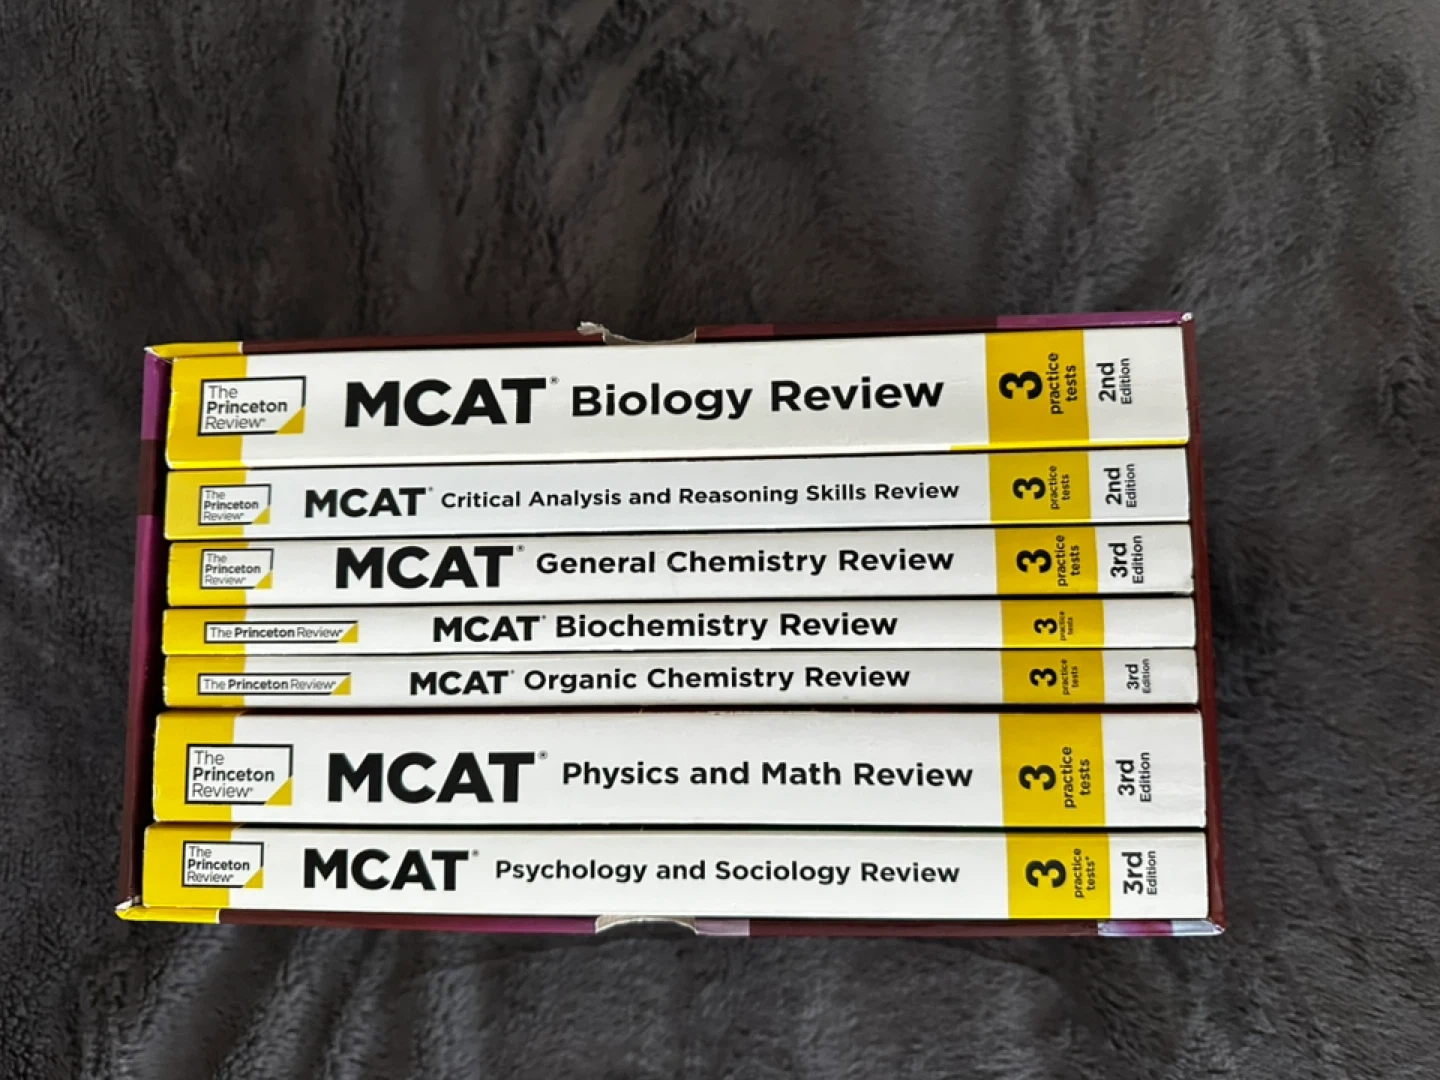 The
Princeton
Review®
MCAT® Biology Review
3
practice
tests
2nd
Edition
The
Princeton
Review®
MCAT® Critical Analysis and Reasoning Skills Review
3
practice
tests
2nd
Edition
The
Princeton
Review®
MCAT® General Chemistry Review
3
practice
tests
3rd
Edition
The Princeton Review®
MCAT® Biochemistry Review
3
practice
tests
The Princeton Review®
MCAT® Organic Chemistry Review
3
practice
tests
3rd
Edition
The
Princeton
Review®
MCAT® Physics and Math Review
3
practice
tests
3rd
Edition
The
Princeton
Review®
MCAT® Psychology and Sociology Review
3
practice
tests*
3rd
Edition